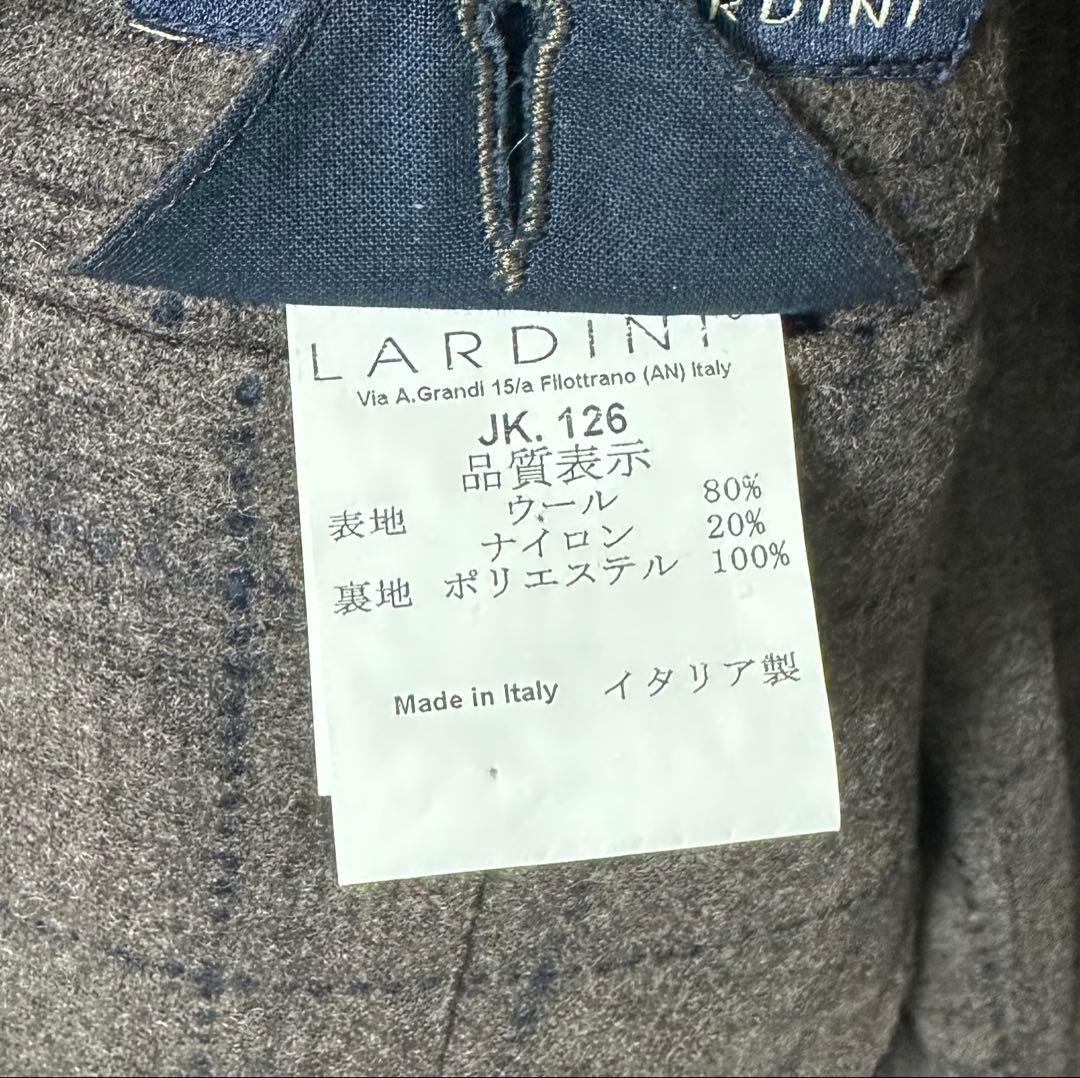 RDINI
LARDINI
Via A.Grandi 15/a Filottrano (AN) Italy
JK. 126
品質表示
表地 ウール 80%
ナイロン 20%
裏地 ポリエステル 100%
Made in Italy イタリア製